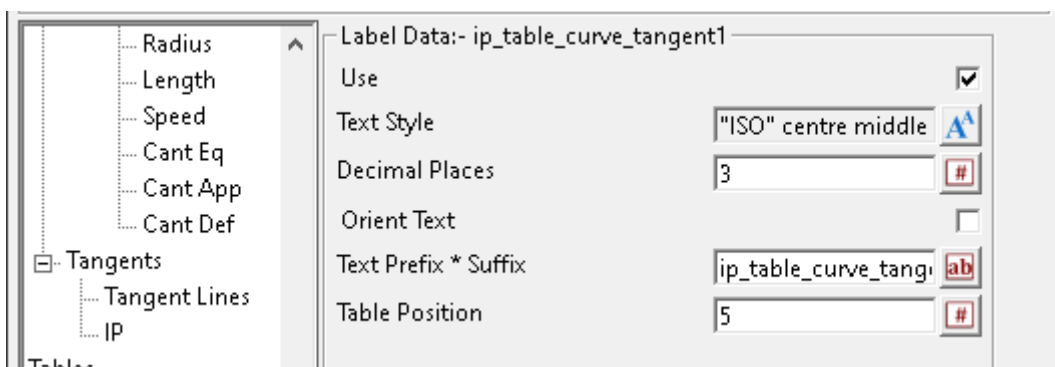 Radius
Length
Speed
Cant Eq
Cant App
Cant Def
Tangents
Tangent Lines
IP
Tables
Label Data:- ip_table_curve_tangent1
Use
Text Style "ISO" centre middle
Decimal Places 3
Orient Text
Text Prefix * Suffix ip_table_curve_tang
Table Position 5